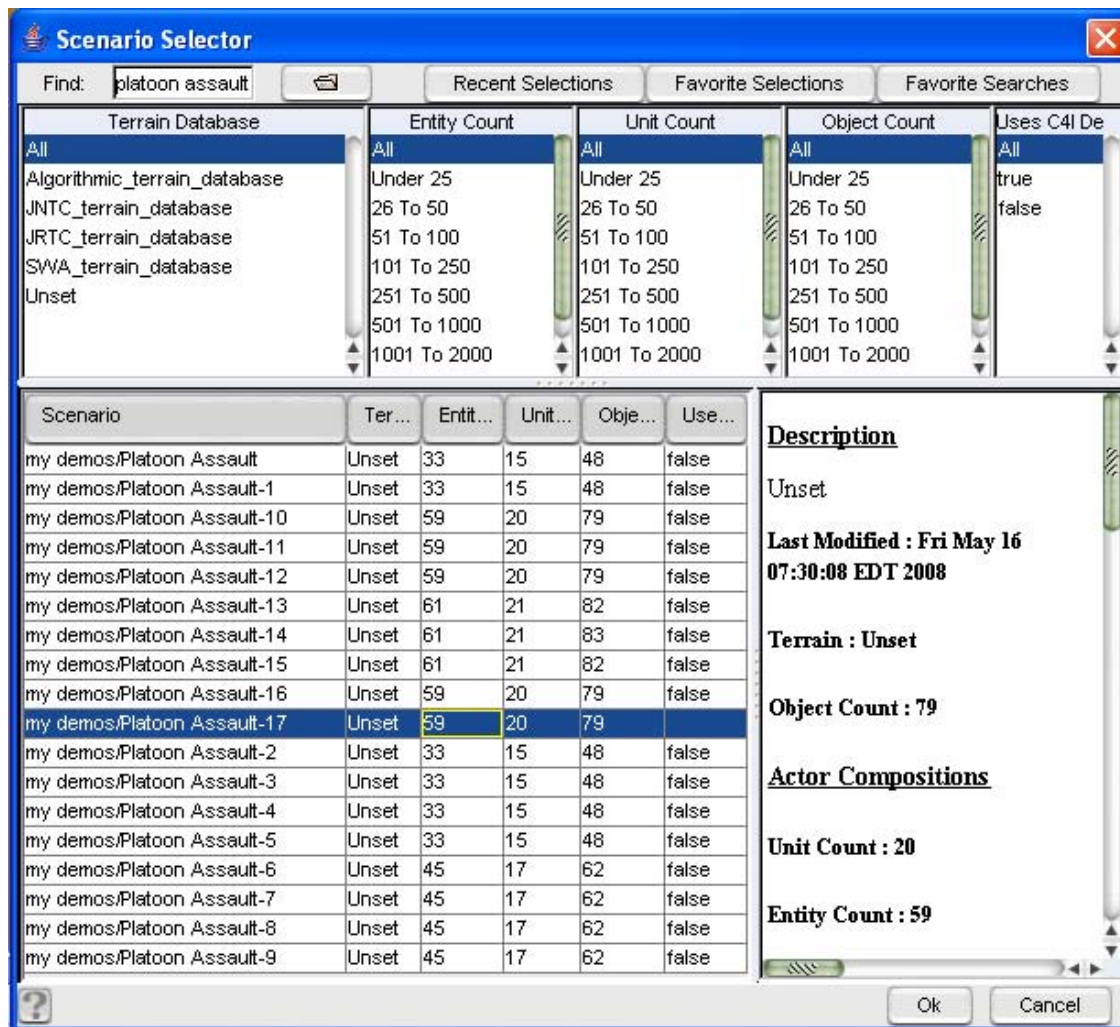 Scenario Selector
Find: platoon assault Recent Selections Favorite Selections Favorite Searches
Terrain Database
All
Algorithmic_terrain_database
JNTC_terrain_database
JRTC_terrain_database
SWA_terrain_database
Unset
Entity Count
All
Under 25
26 To 50
51 To 100
101 To 250
251 To 500
501 To 1000
1001 To 2000
Unit Count
All
Under 25
26 To 50
51 To 100
101 To 250
251 To 500
501 To 1000
1001 To 2000
Object Count
All
Under 25
26 To 50
51 To 100
101 To 250
251 To 500
501 To 1000
1001 To 2000
Uses C4I De
All
true
false
Scenario Ter... Entit... Unit... Obje... Use...
my demos/Platoon Assault Unset 33 15 48 false
my demos/Platoon Assault-1 Unset 33 15 48 false
my demos/Platoon Assault-10 Unset 59 20 79 false
my demos/Platoon Assault-11 Unset 59 20 79 false
my demos/Platoon Assault-12 Unset 59 20 79 false
my demos/Platoon Assault-13 Unset 61 21 82 false
my demos/Platoon Assault-14 Unset 61 21 83 false
my demos/Platoon Assault-15 Unset 61 21 82 false
my demos/Platoon Assault-16 Unset 59 20 79 false
my demos/Platoon Assault-17 Unset 59 20 79
my demos/Platoon Assault-2 Unset 33 15 48 false
my demos/Platoon Assault-3 Unset 33 15 48 false
my demos/Platoon Assault-4 Unset 33 15 48 false
my demos/Platoon Assault-5 Unset 33 15 48 false
my demos/Platoon Assault-6 Unset 45 17 62 false
my demos/Platoon Assault-7 Unset 45 17 62 false
my demos/Platoon Assault-8 Unset 45 17 62 false
my demos/Platoon Assault-9 Unset 45 17 62 false
Description
Unset
Last Modified : Fri May 16
07:30:08 EDT 2008
Terrain : Unset
Object Count : 79
Actor Compositions
Unit Count : 20
Entity Count : 59
? Ok Cancel